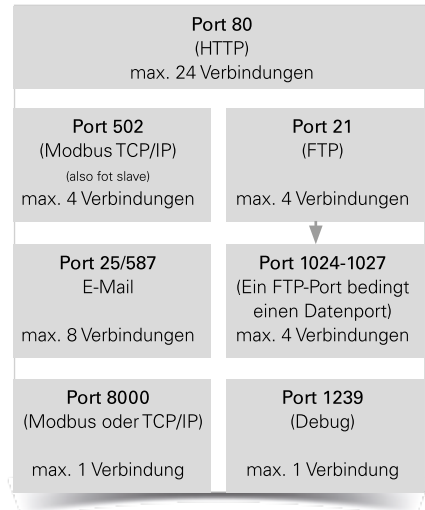 Port 80
(HTTP)
max. 24 Verbindungen
Port 502
(Modbus TCP/IP)
(also fot slave)
max. 4 Verbindungen
Port 21
(FTP)
max. 4 Verbindungen
Port 25/587
E-Mail
max. 8 Verbindungen
Port 1024-1027
(Ein FTP-Port bedingt
einen Datenport)
max. 4 Verbindungen
Port 8000
(Modbus oder TCP/IP)
max. 1 Verbindung
Port 1239
(Debug)
max. 1 Verbindung